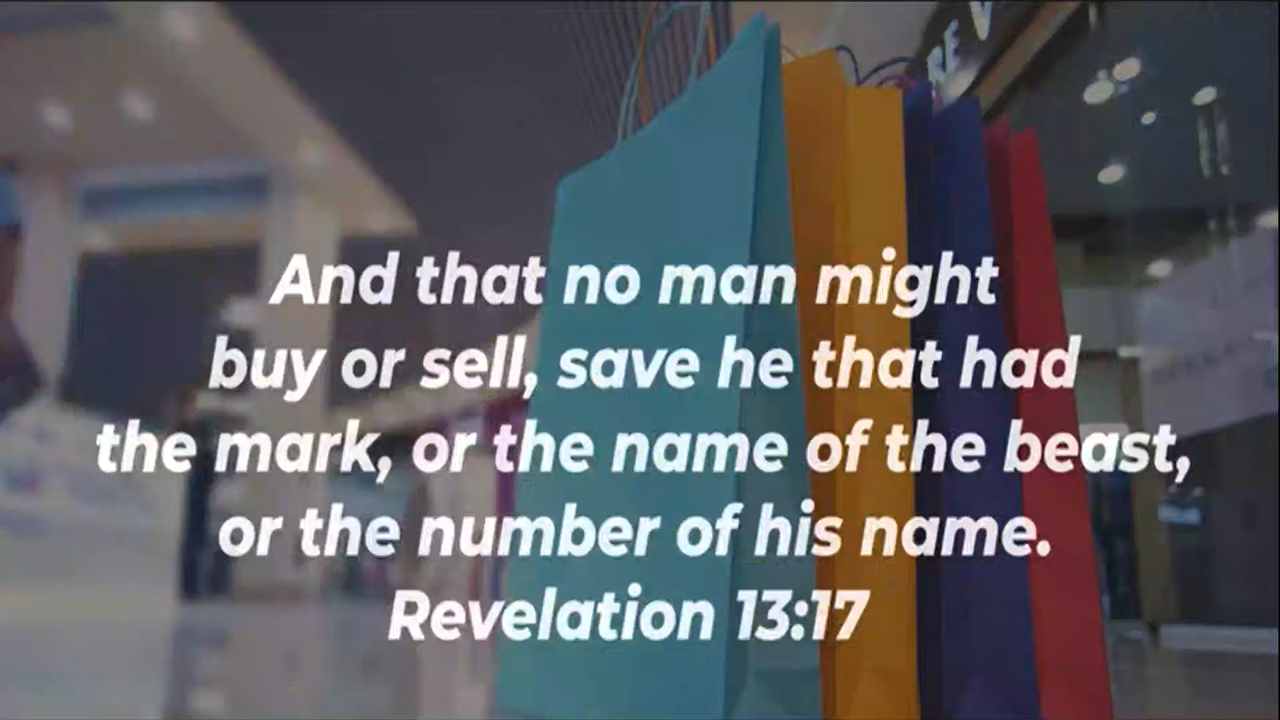 RE V
And that no man might
buy or sell, save he that had
the mark, or the name of the beast,
or the number of his name.
Revelation 13:17